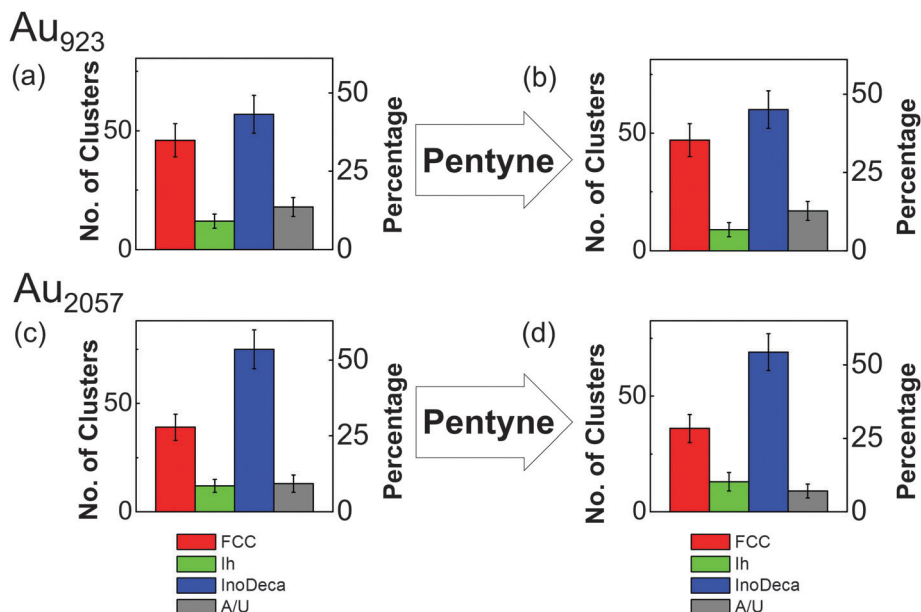 Au923
(a)
No. of Clusters
50
0
50
25
0
Percentage
Pentyne
(b)
No. of Clusters
50
0
50
25
0
Percentage
Au2057
(c)
No. of Clusters
50
0
50
25
0
Percentage
Pentyne
(d)
No. of Clusters
50
0
50
25
0
Percentage
FCC
Ih
InoDeca
A/U
FCC
Ih
InoDeca
A/U